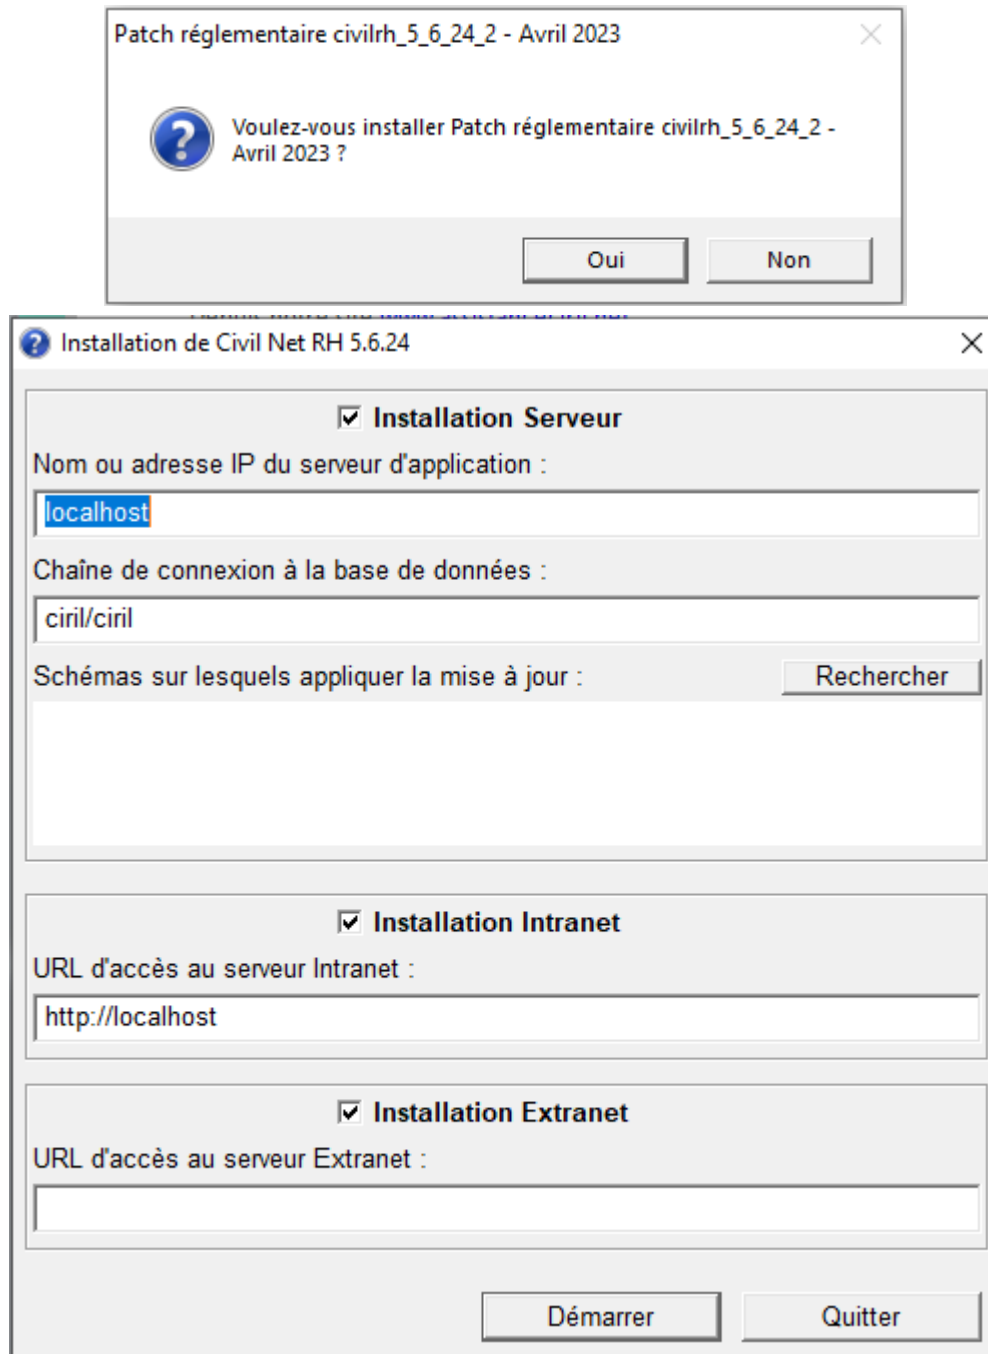 Patch réglementaire civilrh_5_6_24_2 - Avril 2023
Voulez-vous installer Patch réglementaire civilrh_5_6_24_2 -
Avril 2023 ?
Oui
Non
Installation de Civil Net RH 5.6.24
Installation Serveur
Nom ou adresse IP du serveur d'application :
localhost
Chaîne de connexion à la base de données :
ciril/ciril
Schémas sur lesquels appliquer la mise à jour :
Rechercher
Installation Intranet
URL d'accès au serveur Intranet :
http://localhost
Installation Extranet
URL d'accès au serveur Extranet :
Démarrer
Quitter